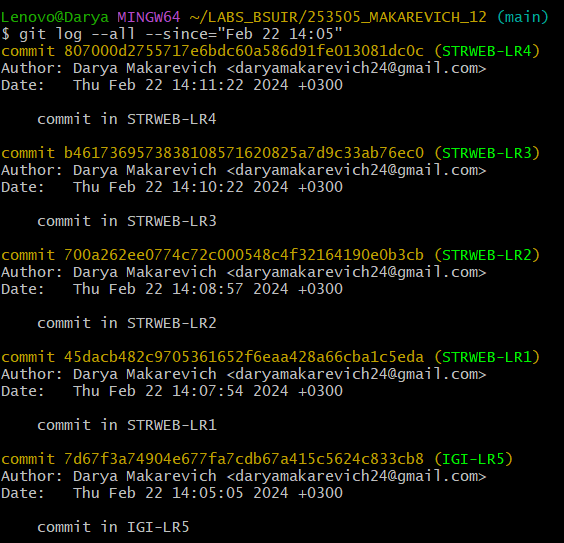 Lenovo@Darya MINGW64 ~/LABS_BSUIR/253505_MAKAREVICH_12 (main)
$ git log --all --since="Feb 22 14:05"
commit 807000d2755717e6bdc60a586d91fe013081dc0c (STRWEB-LR4)
Author: Darya Makarevich <daryamakarevich24@gmail.com>
Date:   Thu Feb 22 14:11:22 2024 +0300
commit in STRWEB-LR4
commit b4617369573838108571620825a7d9c33ab76ec0 (STRWEB-LR3)
Author: Darya Makarevich <daryamakarevich24@gmail.com>
Date:   Thu Feb 22 14:10:22 2024 +0300
commit in STRWEB-LR3
commit 700a262ee0774c72c000548c4f32164190e0b3cb (STRWEB-LR2)
Author: Darya Makarevich <daryamakarevich24@gmail.com>
Date:   Thu Feb 22 14:08:57 2024 +0300
commit in STRWEB-LR2
commit 45dacb482c9705361652f6eaa428a66cba1c5eda (STRWEB-LR1)
Author: Darya Makarevich <daryamakarevich24@gmail.com>
Date:   Thu Feb 22 14:07:54 2024 +0300
commit in STRWEB-LR1
commit 7d67f3a74904e677fa7cdb67a415c5624c833cb8 (IGI-LR5)
Author: Darya Makarevich <daryamakarevich24@gmail.com>
Date:   Thu Feb 22 14:05:05 2024 +0300
commit in IGI-LR5